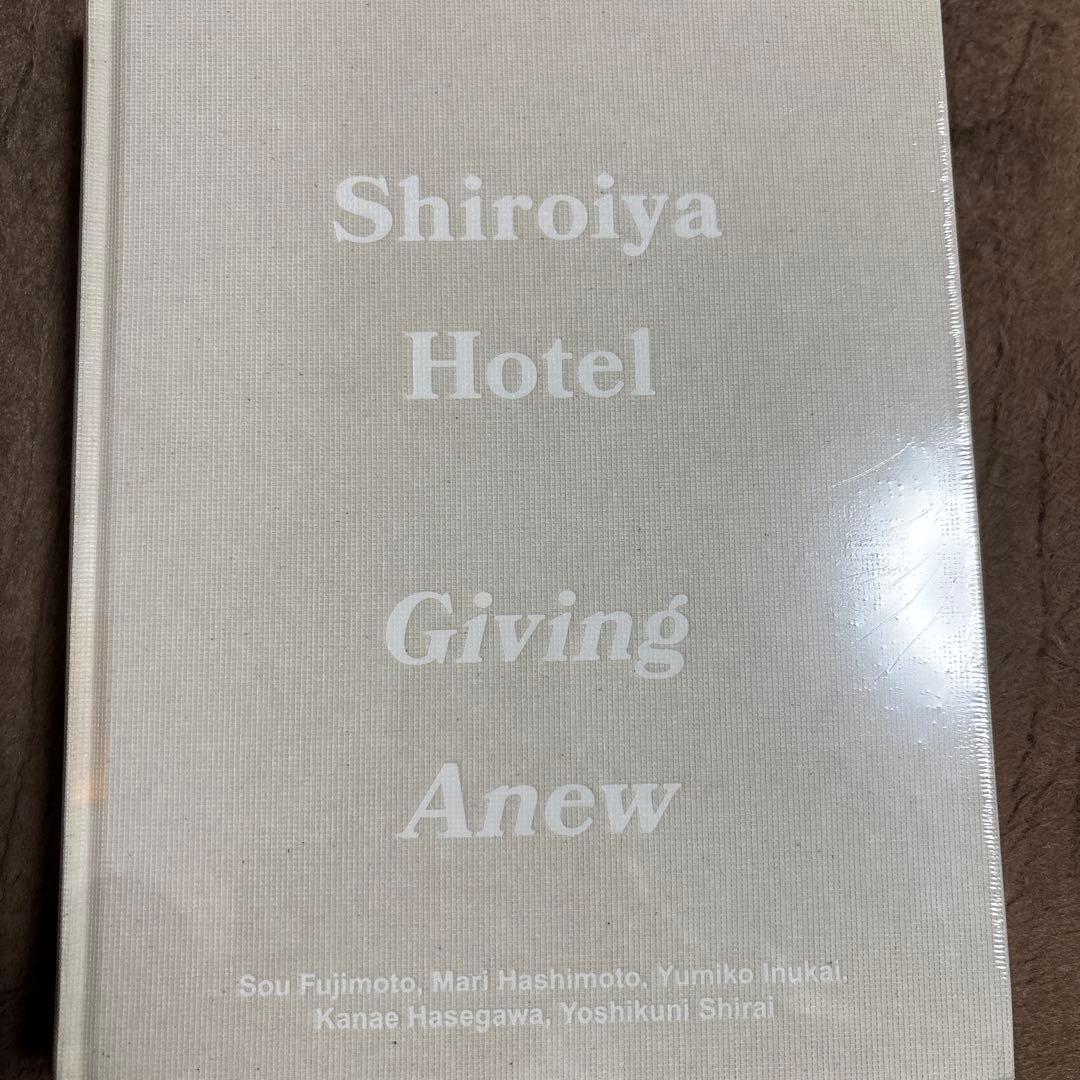 Shiroiya
Hotel
Giving
Anew
Sou Fujimoto, Mari Hashimoto, Yumiko Inukai,
Kanae Hasegawa, Yoshikuni Shirai